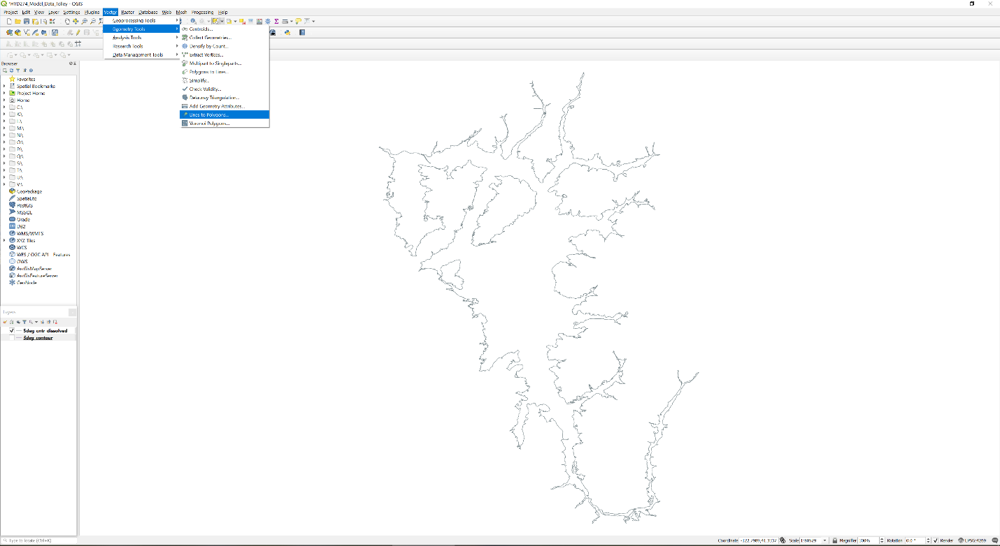 *HYD274_Model_Data_Tolley - QGIS
Project Edit View Layer Settings Plugins Vector Raster Database Web Mesh Processing Help
Geoprocessing Tools
Geometry Tools
Analysis Tools
Research Tools
Data Management Tools
Centroids...
Collect Geometries...
Densify by Count...
Extract Vertices...
Multipart to Singleparts...
Polygons to Lines...
Simplify...
Check Validity...
Delaunay Triangulation...
Add Geometry Attributes...
Lines to Polygons...
Voronoi Polygons...
Browser
Favorites
Spatial Bookmarks
Project Home
Home
C:\
K:\
L:\
M:\
N:\
O:\
P:\
Q:\
S:\
T:\
U:\
V:\
GeoPackage
SpatiaLite
PostGIS
MSSQL
Oracle
DB2
WMS/WMTS
XYZ Tiles
WCS
WFS / OGC API - Features
OWS
ArcGisMapServer
ArcGisFeatureServer
GeoNode
Layers
5deg_cntr_dissolved
5deg_contour
Type to locate (Ctrl+K)
Coordinate -122.7989,41.3337 Scale 1:80529 Magnifier 100% Rotation 0.0 ° Render EPSG:4269